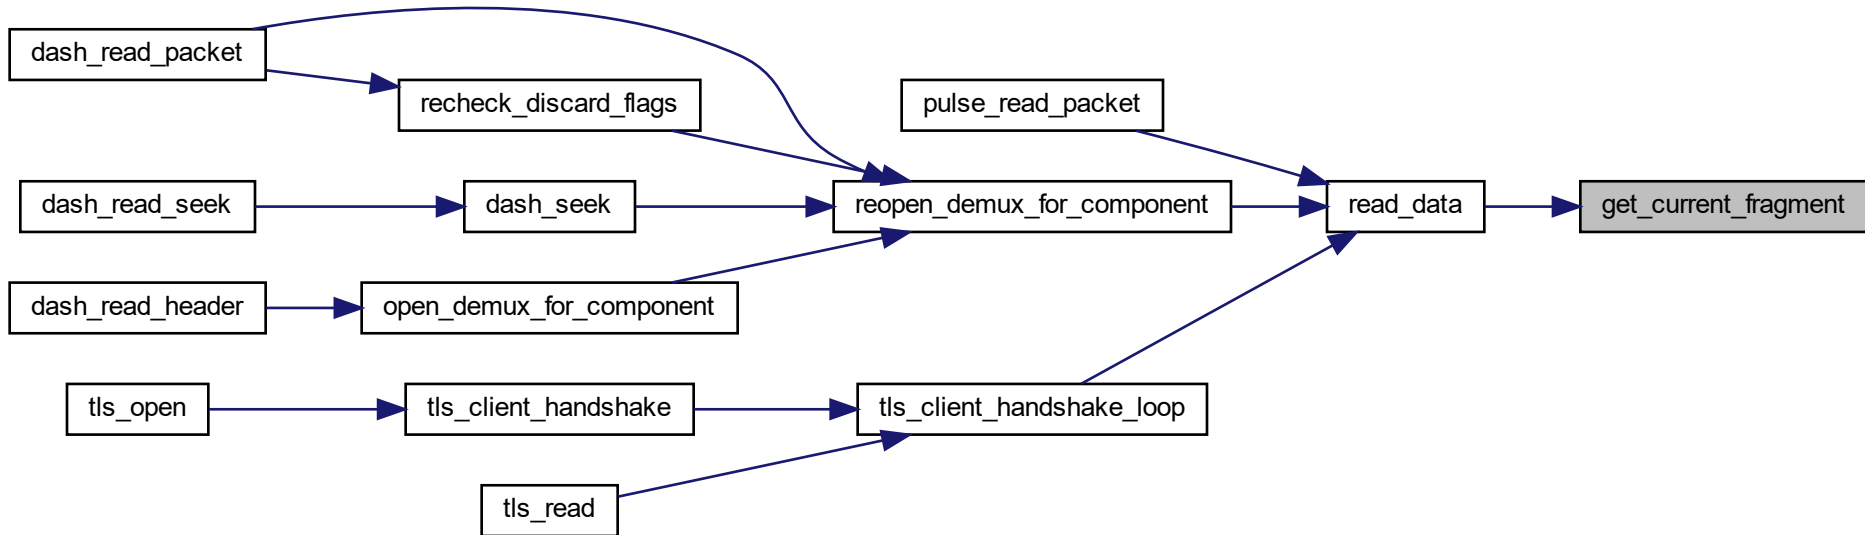 dash_read_packet
recheck_discard_flags
pulse_read_packet
dash_read_seek
dash_seek
reopen_demux_for_component
read_data
get_current_fragment
dash_read_header
open_demux_for_component
tls_open
tls_client_handshake
tls_client_handshake_loop
tls_read